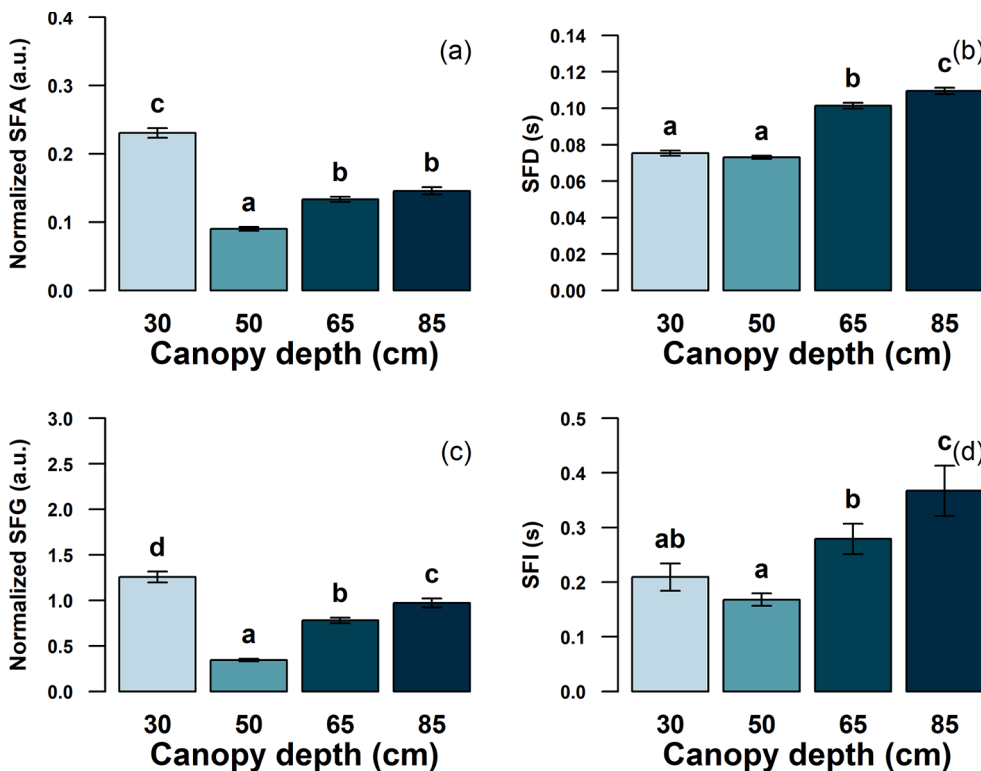 Normalized SFA (a.u.)
0.4
0.3
0.2
0.1
0.0
(a)
c
a
b
b
30 50 65 85
Canopy depth (cm)
SFD (s)
0.14
0.12
0.10
0.08
0.06
0.04
0.02
0.00
(b)
a
a
b
c
30 50 65 85
Canopy depth (cm)
Normalized SFG (a.u.)
3.0
2.5
2.0
1.5
1.0
0.5
0.0
(c)
d
a
b
c
30 50 65 85
Canopy depth (cm)
SFI (s)
0.5
0.4
0.3
0.2
0.1
0.0
(d)
ab
a
b
c
30 50 65 85
Canopy depth (cm)